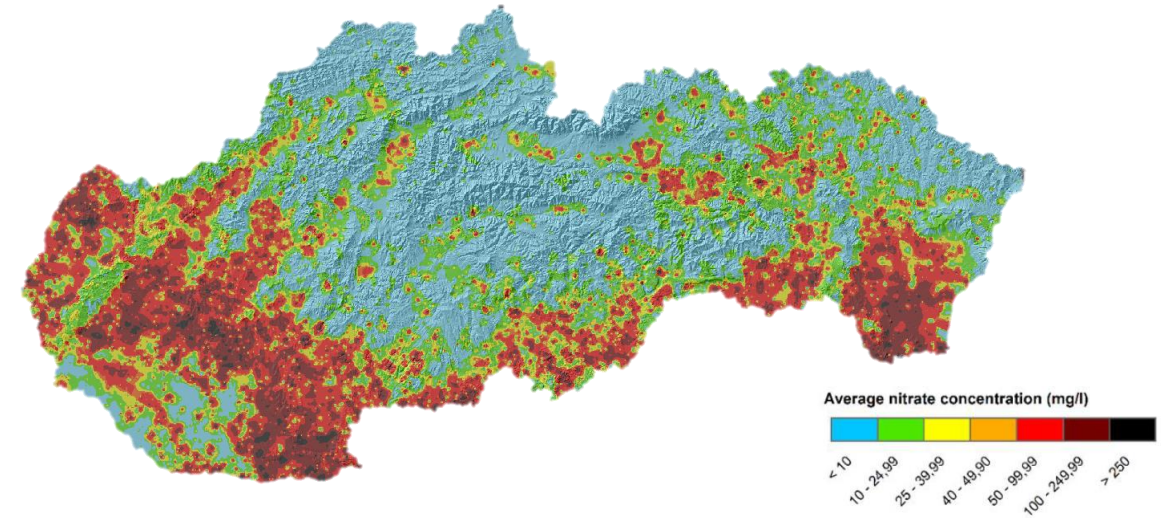 Average nitrate concentration (mg/l)
< 10
10 - 24,99
25 - 39,99
40 - 49,90
50 - 99,99
100 - 249,99
> 250